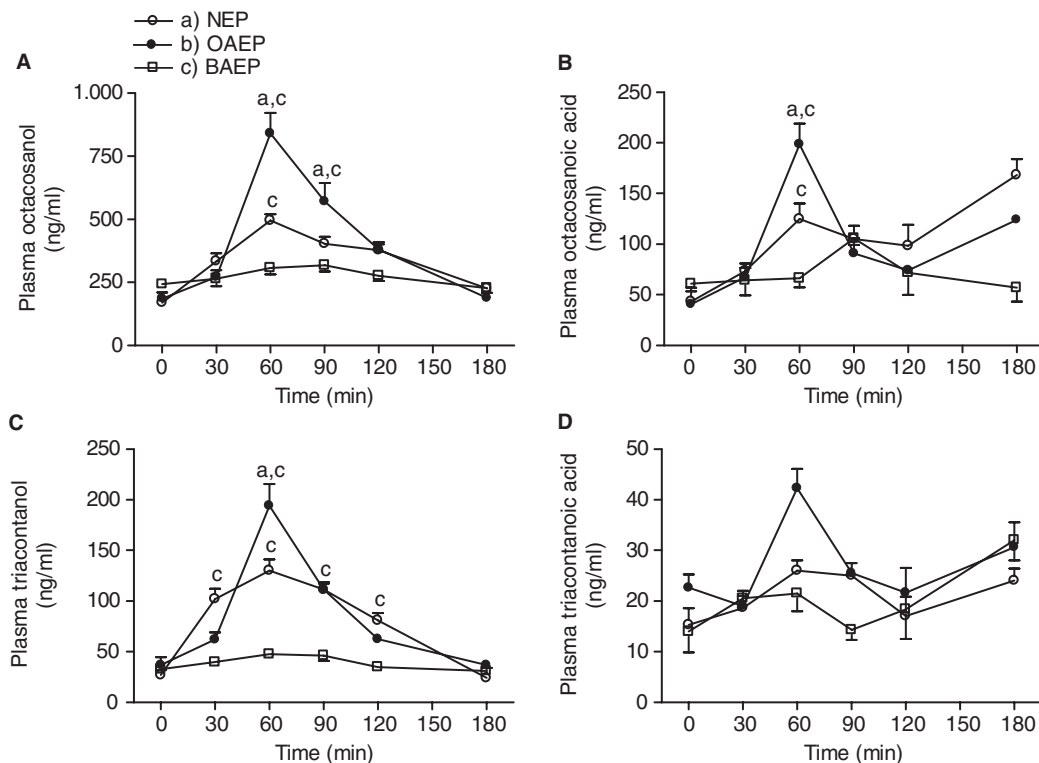 a) NEP
b) OAEP
c) BAEP
A
Plasma octacosanol
(ng/ml)
1.000
750
500
250
0
a,c
a,c
c
0 30 60 90 120 150 180
Time (min)
B
Plasma octacosanoic acid
(ng/ml)
250
200
150
100
50
0
a,c
c
0 30 60 90 120 150 180
Time (min)
C
Plasma triacontanol
(ng/ml)
250
200
150
100
50
0
a,c
c
c
c
c
0 30 60 90 120 150 180
Time (min)
D
Plasma triacontanoic acid
(ng/ml)
50
40
30
20
10
0
0 30 60 90 120 150 180
Time (min)